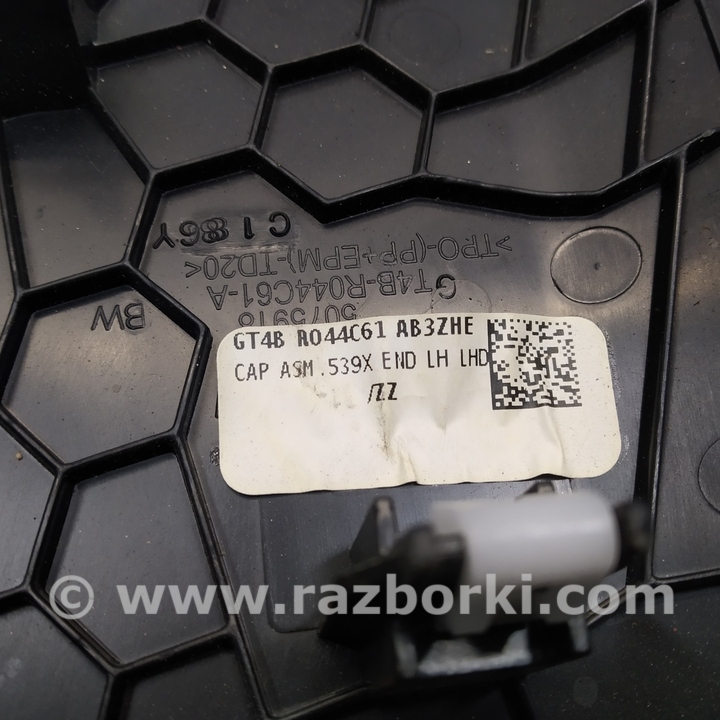 C186Y
>TPO-(PP+EPM)-TD20<
GT4B-R044C61-A
5075918
BW
GT4B R044C61 AB3ZHE
CAP ASM .539X END LH LHD
/ZZ
© www.razborki.com